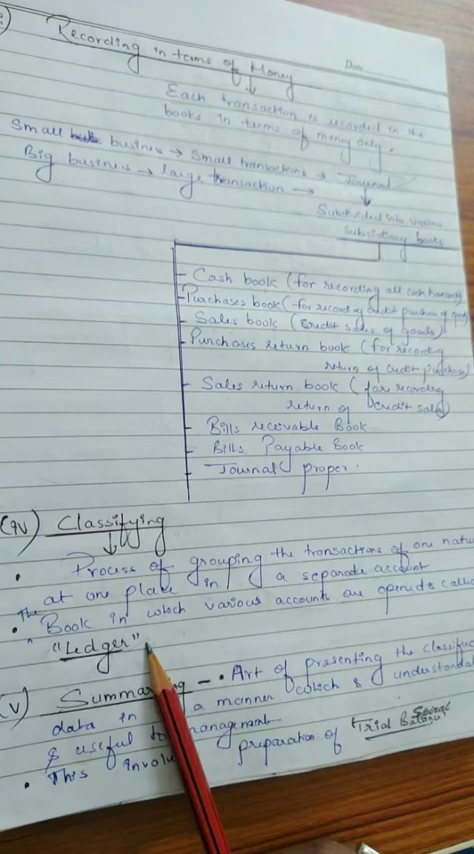 Recording in terms of Money
Date
Each transaction is recorded in the
books in terms of money only.
Small business → Small transactions → Journal
Big business → large transaction →
Subdivided into various
subsidiary books
Cash book (for recording all cash transactions)
Purchases book (for recording credit purchase of goods)
Sales book (credit sales of goods)
Purchases return book (for recording
return of credit purchase)
Sales return book (for recording
return of credit sales)
Bills receivable Book
Bills Payable Book
Journal proper.
(iv) Classifying
• Process of grouping the transactions of one natu
at one place in a separate account
• The Book in which various accounts are opened & called
"Ledger"
(v) Summarising - • Art of presenting the classified
data in a manner which is understandable
& useful to management
• This involve preparation of Trial Balance